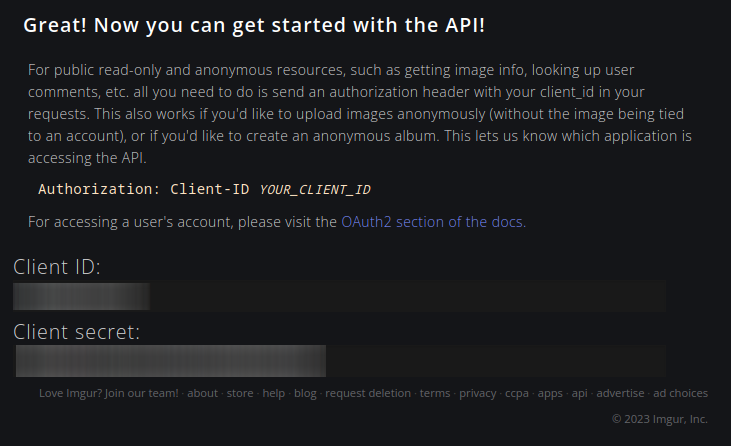 Great! Now you can get started with the API!
For public read-only and anonymous resources, such as getting image info, looking up user
comments, etc. all you need to do is send an authorization header with your client_id in your
requests. This also works if you'd like to upload images anonymously (without the image being tied
to an account), or if you'd like to create an anonymous album. This lets us know which application is
accessing the API.
Authorization: Client-ID YOUR_CLIENT_ID
For accessing a user's account, please visit the OAuth2 section of the docs.
Client ID:
Client secret:
Love Imgur? Join our team! · about · store · help · blog · request deletion · terms · privacy · ccpa · apps · api · advertise · ad choices
© 2023 Imgur, Inc.